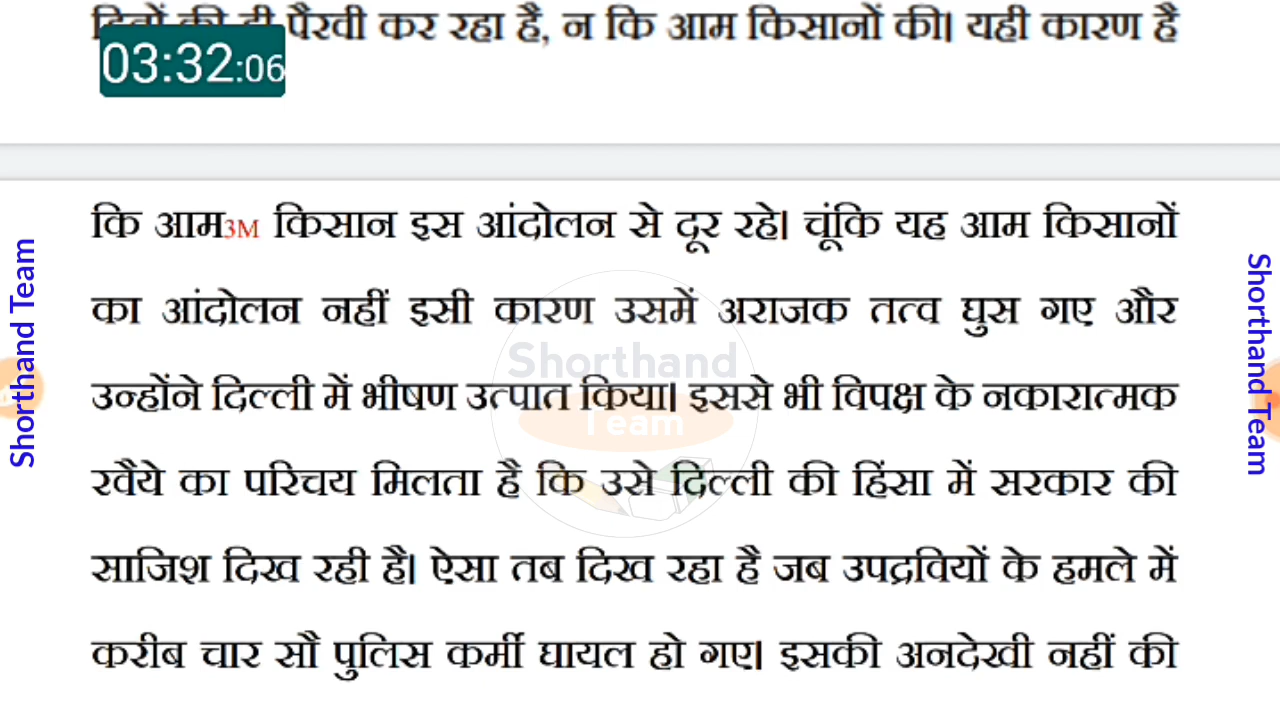 पैरवी कर रहा है, न कि आम किसानों की। यही कारण है
03:32:06
कि आम3M किसान इस आंदोलन से दूर रहे। चूंकि यह आम किसानों
का आंदोलन नहीं इसी कारण उसमें अराजक तत्व घुस गए और
उन्होंने दिल्ली में भीषण उत्पात किया। इससे भी विपक्ष के नकारात्मक
रवैये का परिचय मिलता है कि उसे दिल्ली की हिंसा में सरकार की
साजिश दिख रही है। ऐसा तब दिख रहा है जब उपद्रवियों के हमले में
करीब चार सौ पुलिस कर्मी घायल हो गए। इसकी अनदेखी नहीं की
Shorthand Team
Shorthand Team
Shorthand
Team